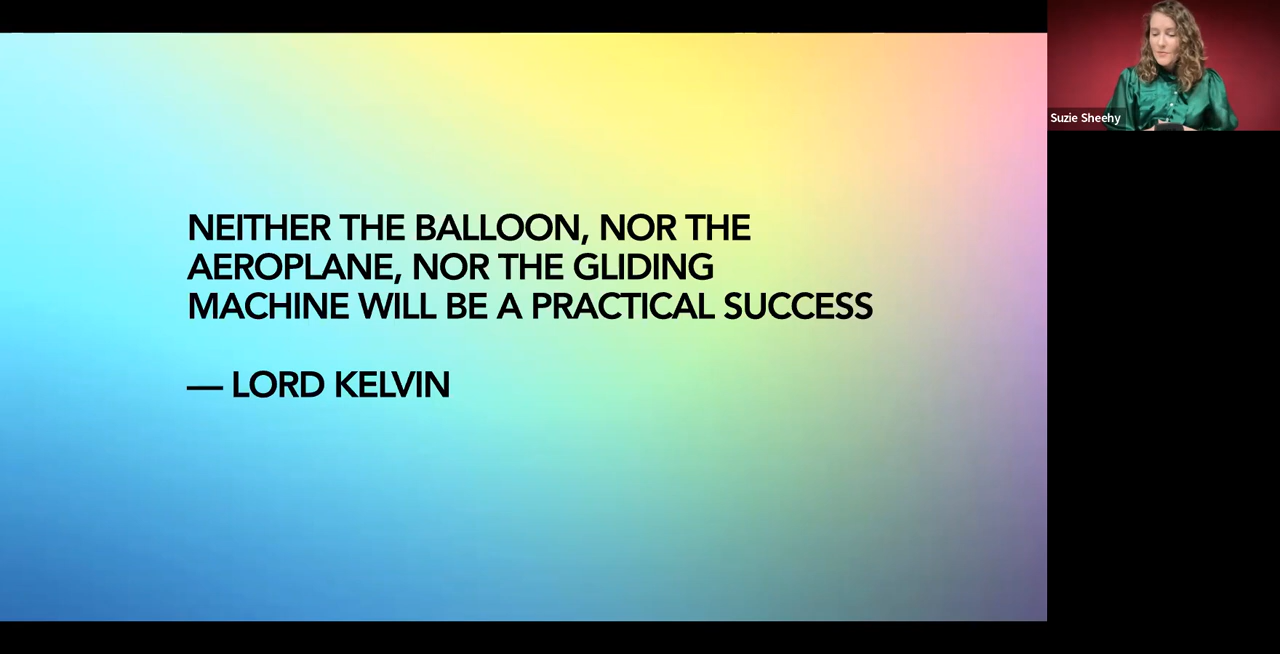 NEITHER THE BALLOON, NOR THE
AEROPLANE, NOR THE GLIDING
MACHINE WILL BE A PRACTICAL SUCCESS
— LORD KELVIN
Suzie Sheehy